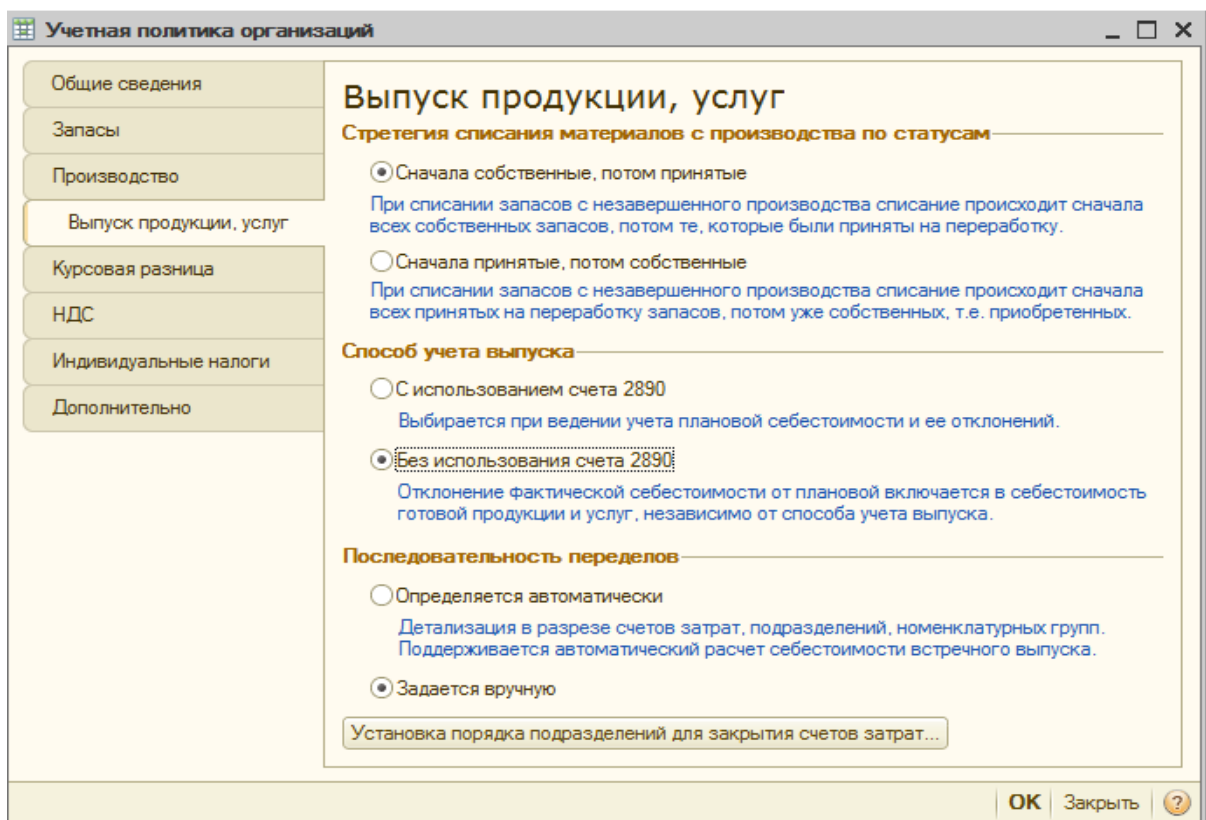 Учетная политика организаций
Общие сведения
Запасы
Производство
Выпуск продукции, услуг
Курсовая разница
НДС
Индивидуальные налоги
Дополнительно
Выпуск продукции, услуг
Стретегия списания материалов с производства по статусам
Сначала собственные, потом принятые
При списании запасов с незавершенного производства списание происходит сначала
всех собственных запасов, потом те, которые были приняты на переработку.
Сначала принятые, потом собственные
При списании запасов с незавершенного производства списание происходит сначала
всех принятых на переработку запасов, потом уже собственных, т.е. приобретенных.
Способ учета выпуска
С использованием счета 2890
Выбирается при ведении учета плановой себестоимости и ее отклонений.
Без использования счета 2890
Отклонение фактической себестоимости от плановой включается в себестоимость
готовой продукции и услуг, независимо от способа учета выпуска.
Последовательность переделов
Определяется автоматически
Детализация в разрезе счетов затрат, подразделений, номенклатурных групп.
Поддерживается автоматический расчет себестоимости встречного выпуска.
Задается вручную
Установка порядка подразделений для закрытия счетов затрат...
OK Закрыть ?